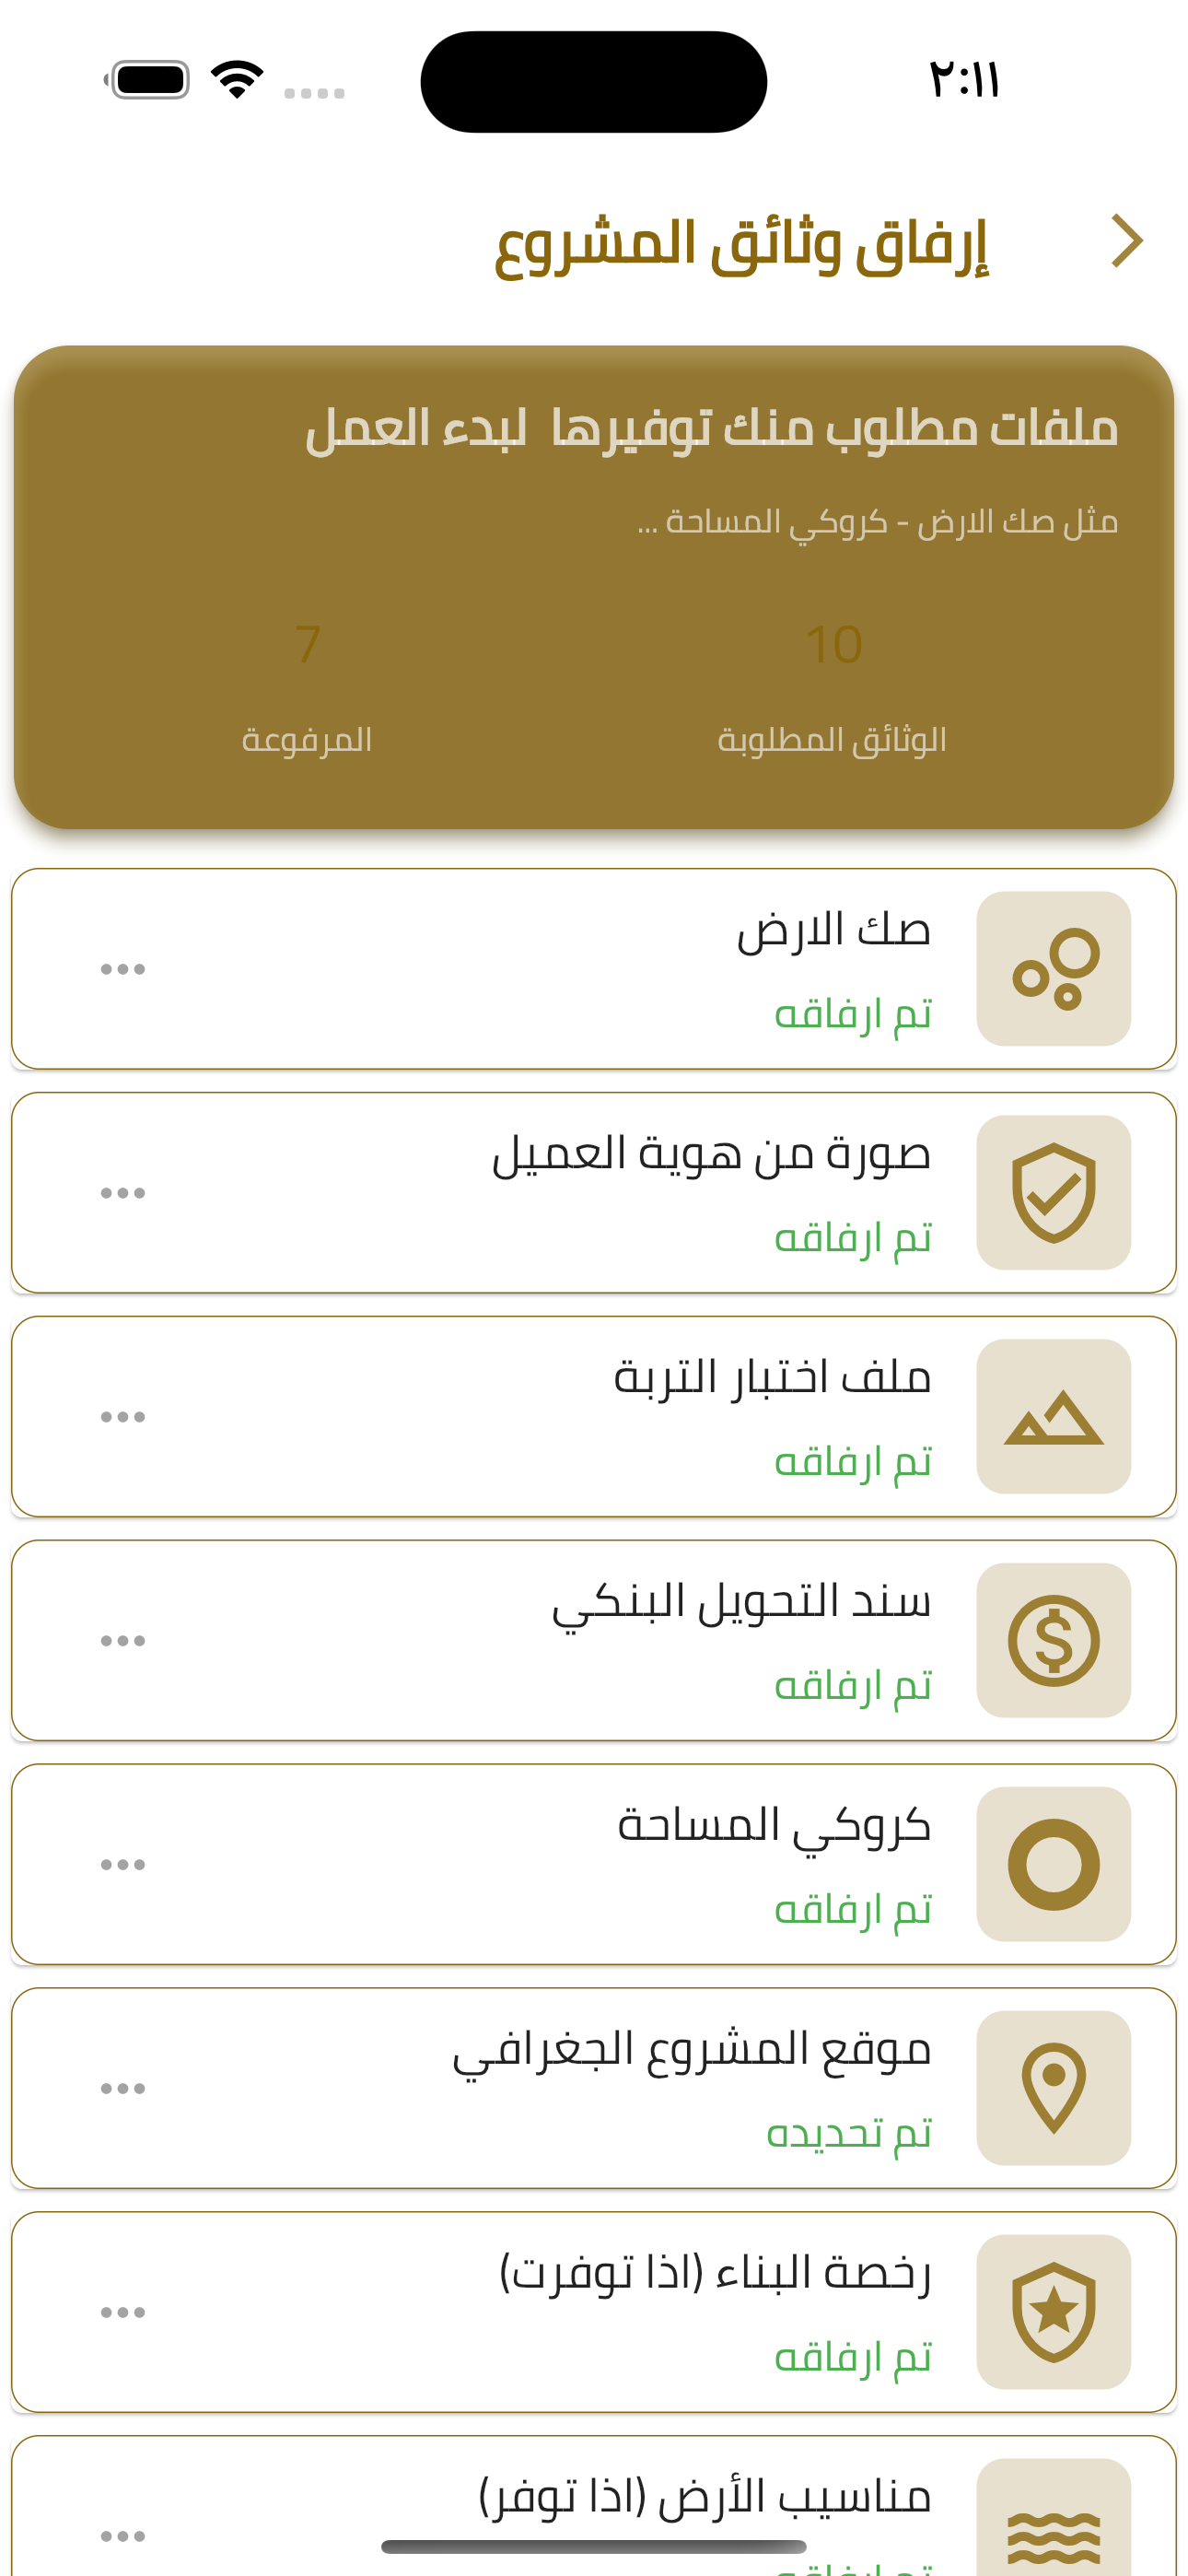 ٢:١١
إرفاق وثائق المشروع
ملفات مطلوب منك توفيرها لبدء العمل
مثل صك الارض - كروكي المساحة ...
10
7
الوثائق المطلوبة
المرفوعة
صك الارض
تم ارفاقه
صورة من هوية العميل
تم ارفاقه
ملف اختبار التربة
تم ارفاقه
سند التحويل البنكي
تم ارفاقه
كروكي المساحة
تم ارفاقه
موقع المشروع الجغرافي
تم تحديده
رخصة البناء (اذا توفرت)
تم ارفاقه
مناسيب الأرض (اذا توفر)